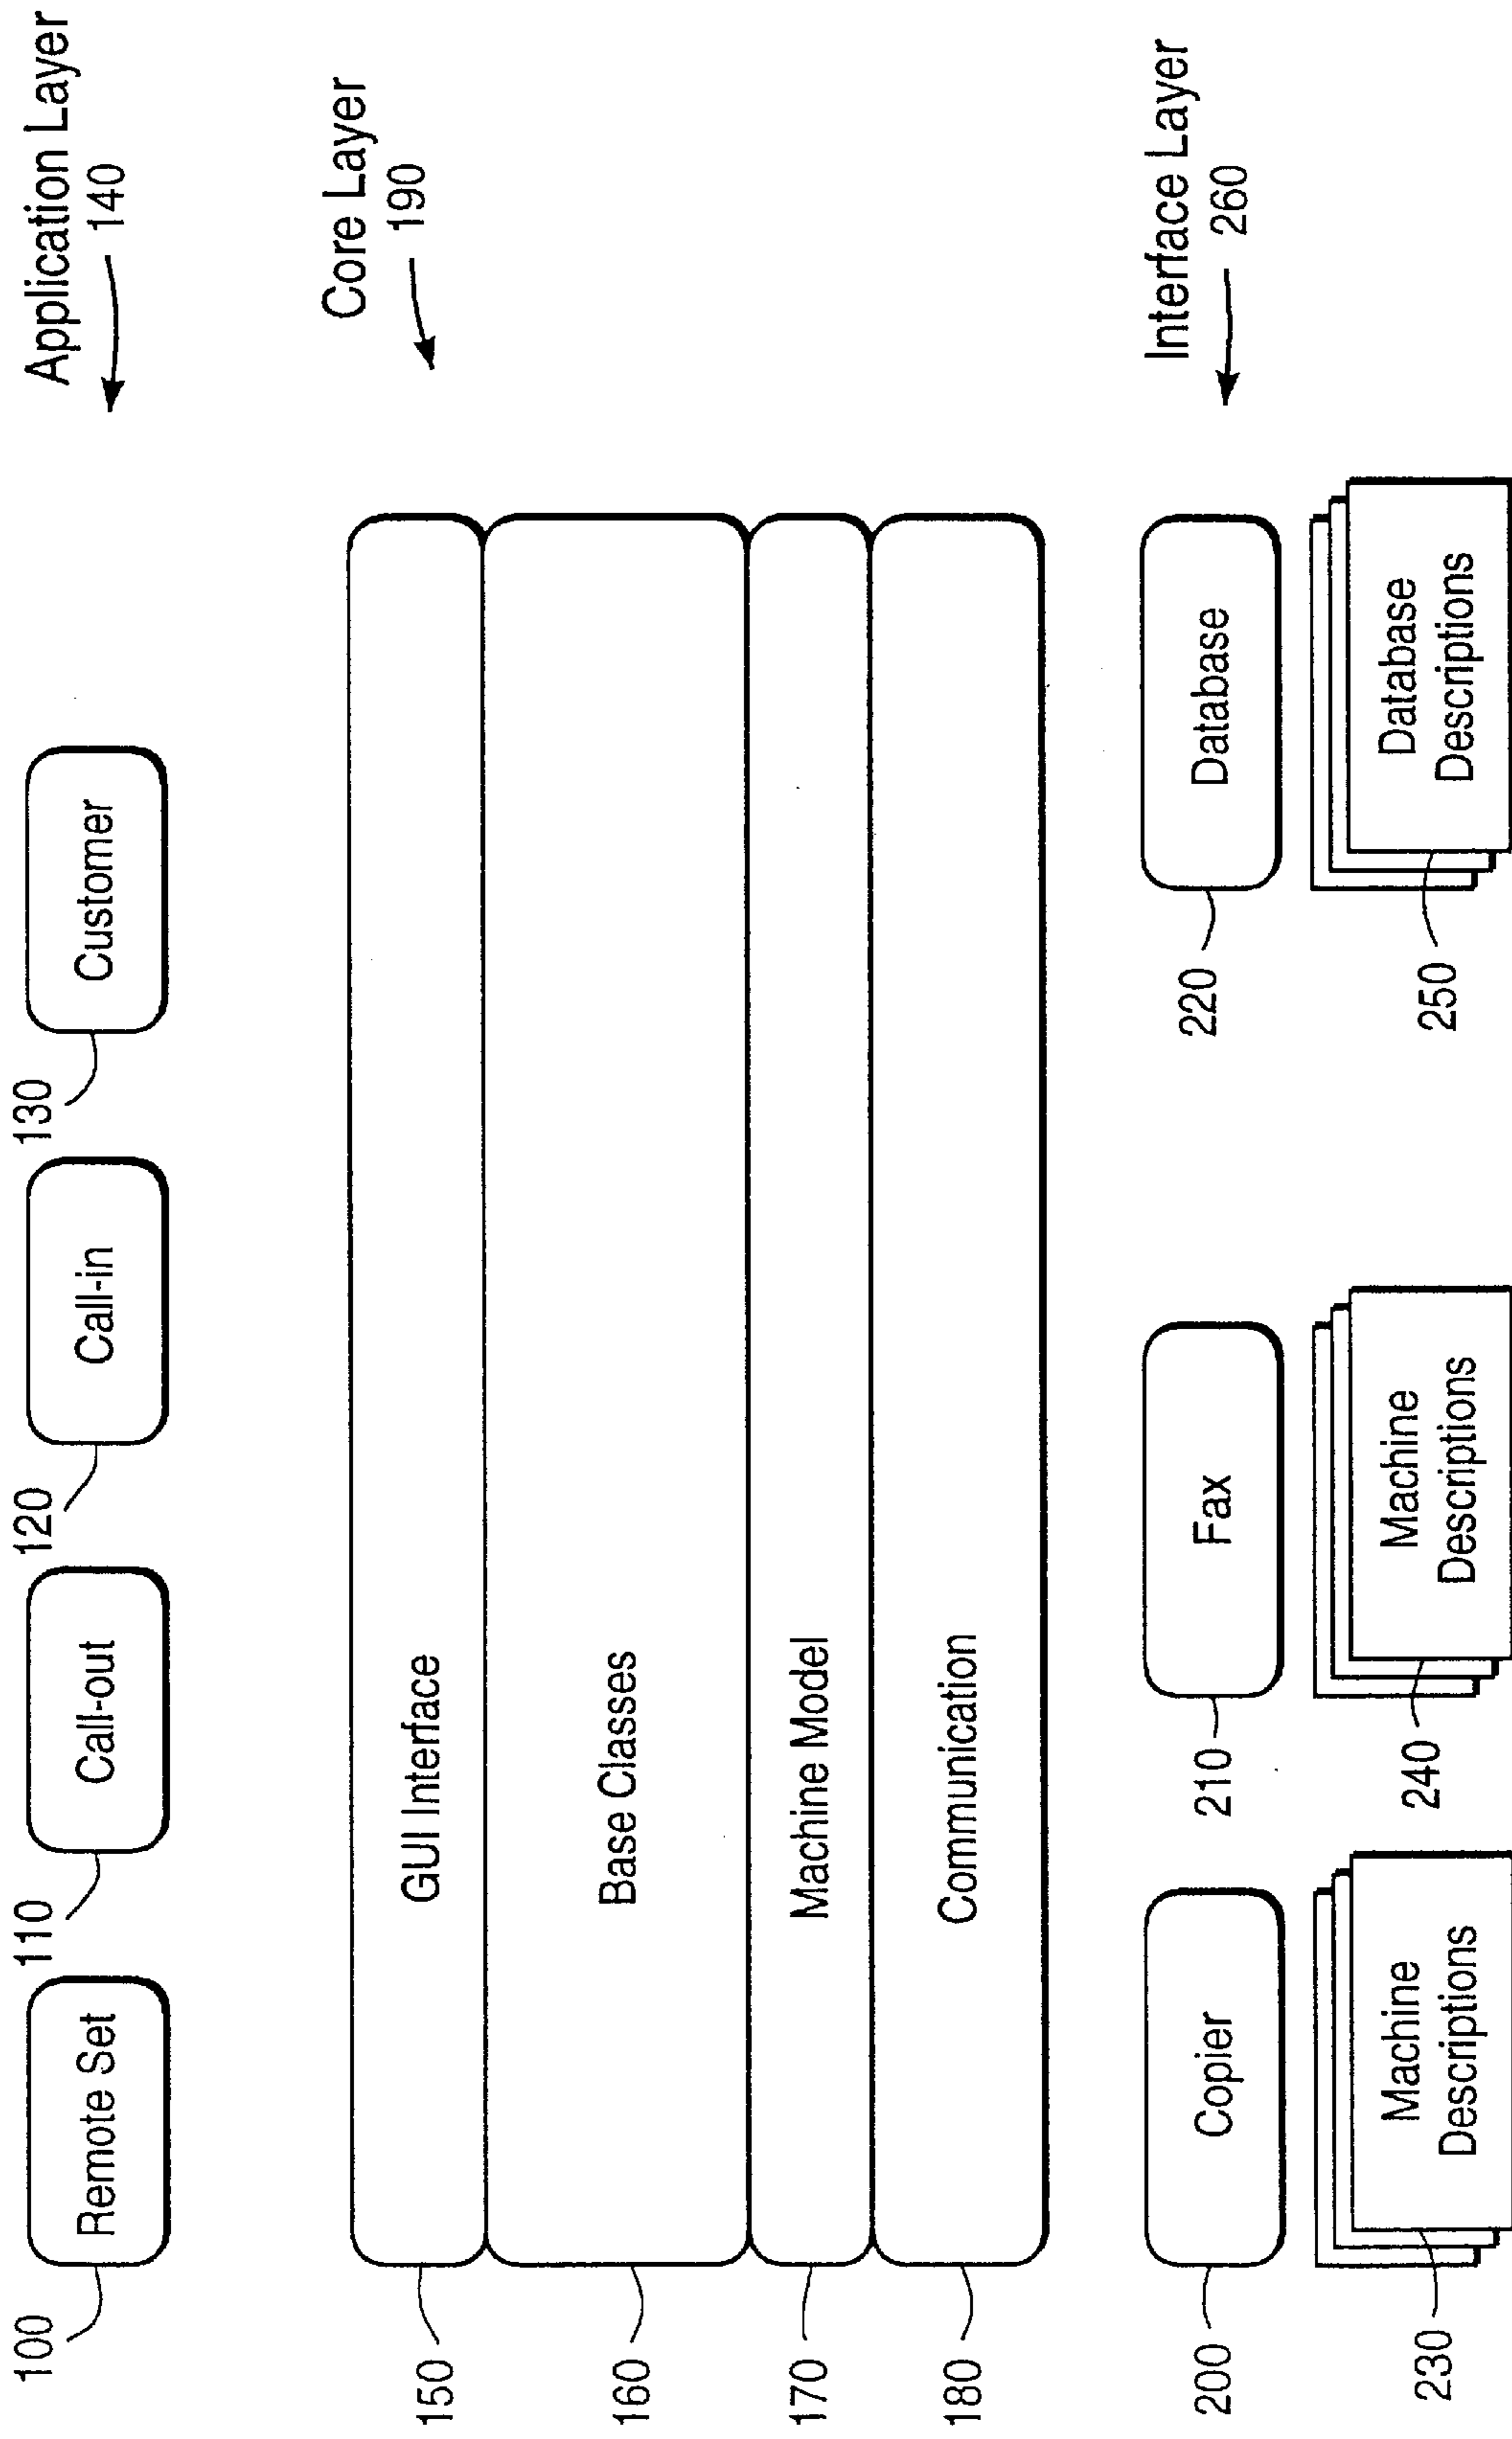 100
Remote Set
110
Call-out
120
Call-in
130
Customer
Application Layer
140
Core Layer
190
150
GUI Interface
160
Base Classes
170
Machine Model
180
Communication
Interface Layer
260
200
Copier
210
Fax
220
Database
230
Machine
Descriptions
240
Machine
Descriptions
250
Database
Descriptions